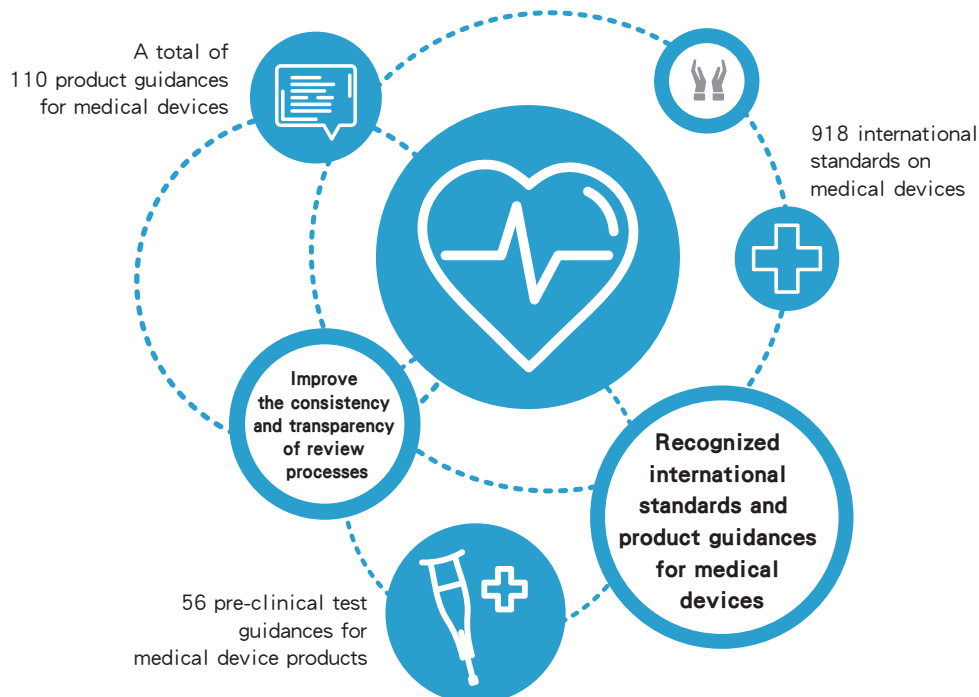 A total of
110 product guidances
for medical devices
918 international
standards on
medical devices
Improve
the consistency
and transparency
of review
processes
Recognized
international
standards and
product guidances
for medical
devices
56 pre-clinical test
guidances for
medical device products